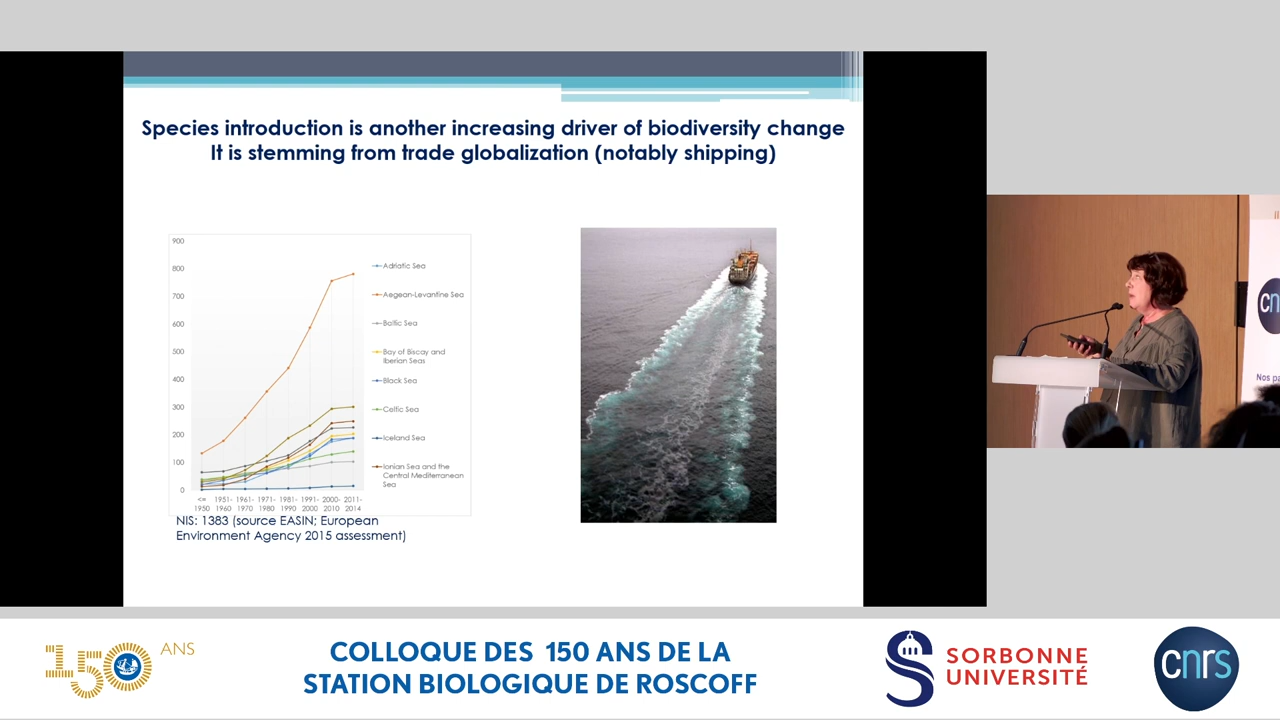 Species introduction is another increasing driver of biodiversity change
It is stemming from trade globalization (notably shipping)
900
800
700
600
500
400
300
200
100
0
<=
1950
1951-
1960
1961-
1970
1971-
1980
1981-
1990
1991-
2000
2000-
2010
2011-
2014
Adriatic Sea
Aegean-Levantine Sea
Baltic Sea
Bay of Biscay and
Iberian Seas
Black Sea
Celtic Sea
Iceland Sea
Ionian Sea and the
Central Mediterranean
Sea
NIS: 1383 (source EASIN; European
Environment Agency 2015 assessment)
cn
Nos pa
150 ANS
COLLOQUE DES 150 ANS DE LA
STATION BIOLOGIQUE DE ROSCOFF
SORBONNE
UNIVERSITÉ
cnrs